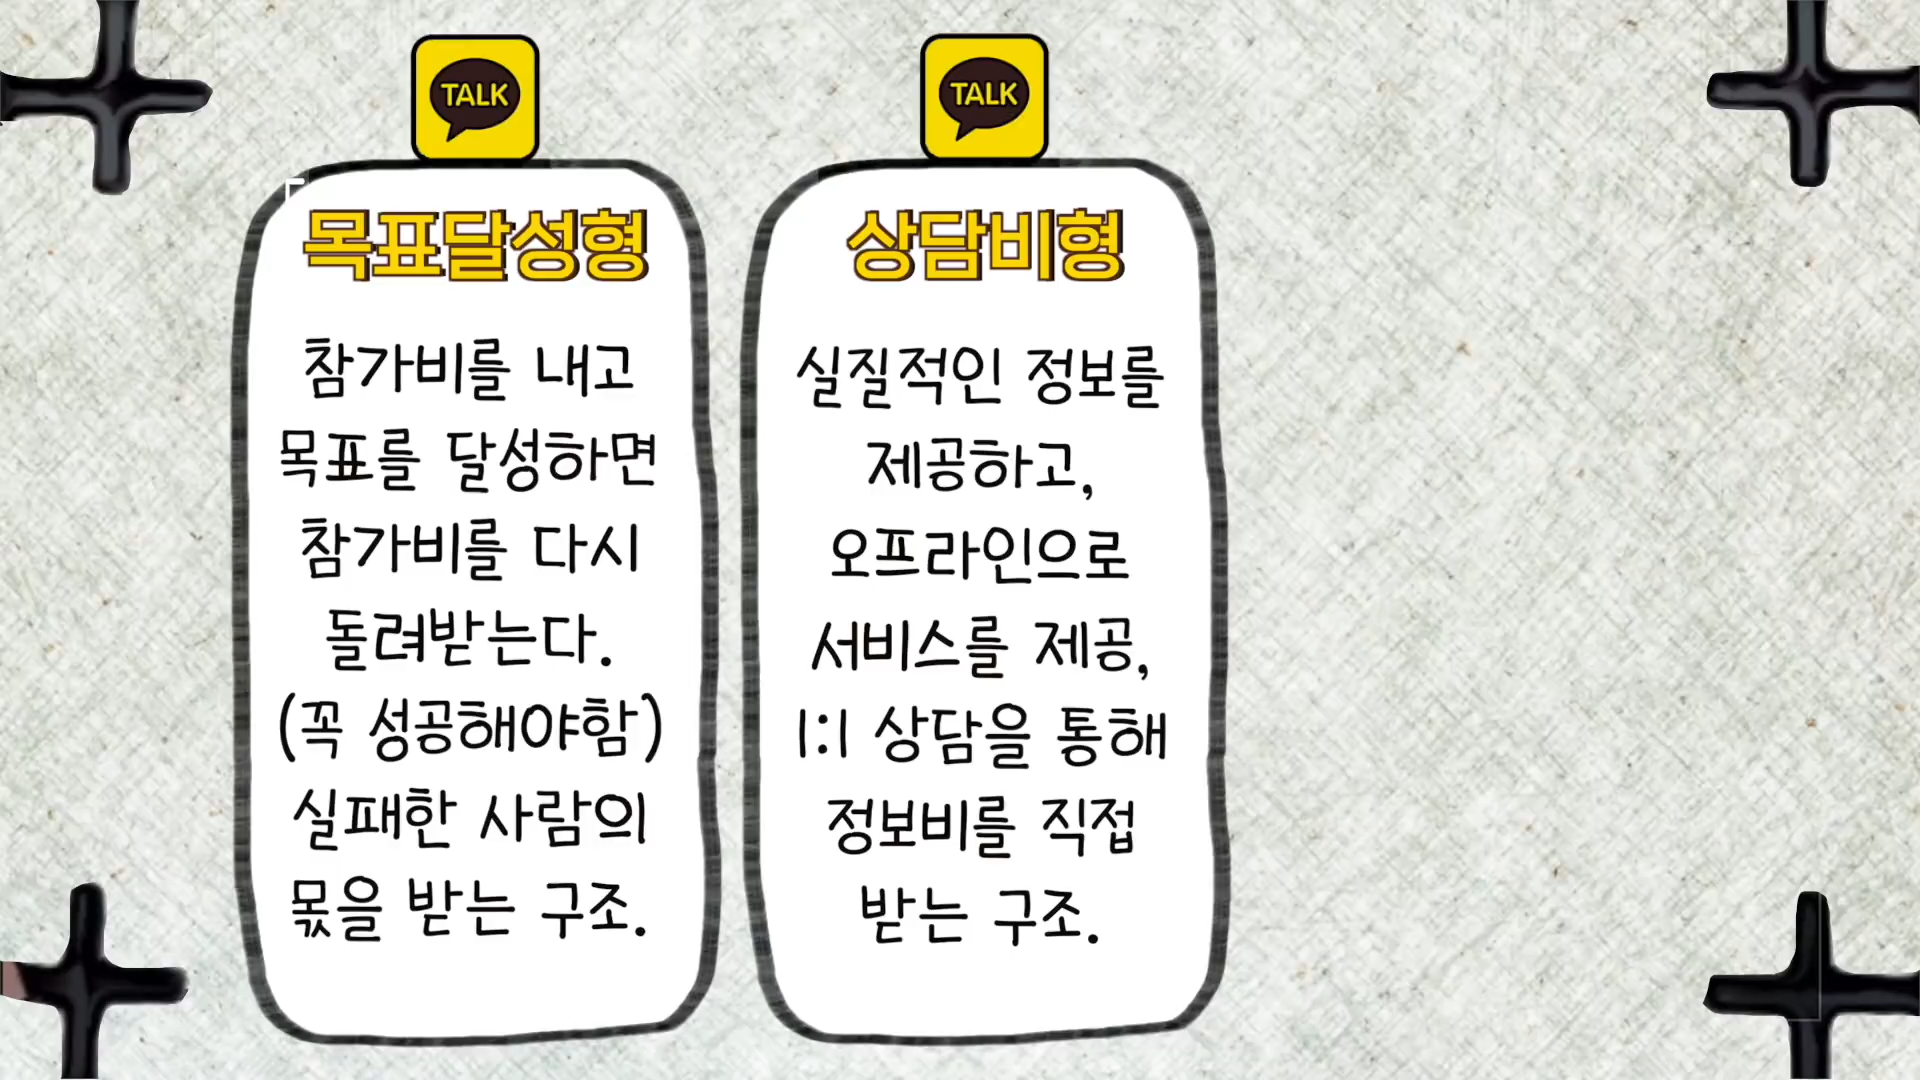 TALK
목표달성형
참가비를 내고
목표를 달성하면
참가비를 다시
돌려받는다.
(꼭 성공해야함)
실패한 사람의
몫을 받는 구조.
TALK
상담비형
실질적인 정보를
제공하고,
오프라인으로
서비스를 제공,
1:1 상담을 통해
정보비를 직접
받는 구조.